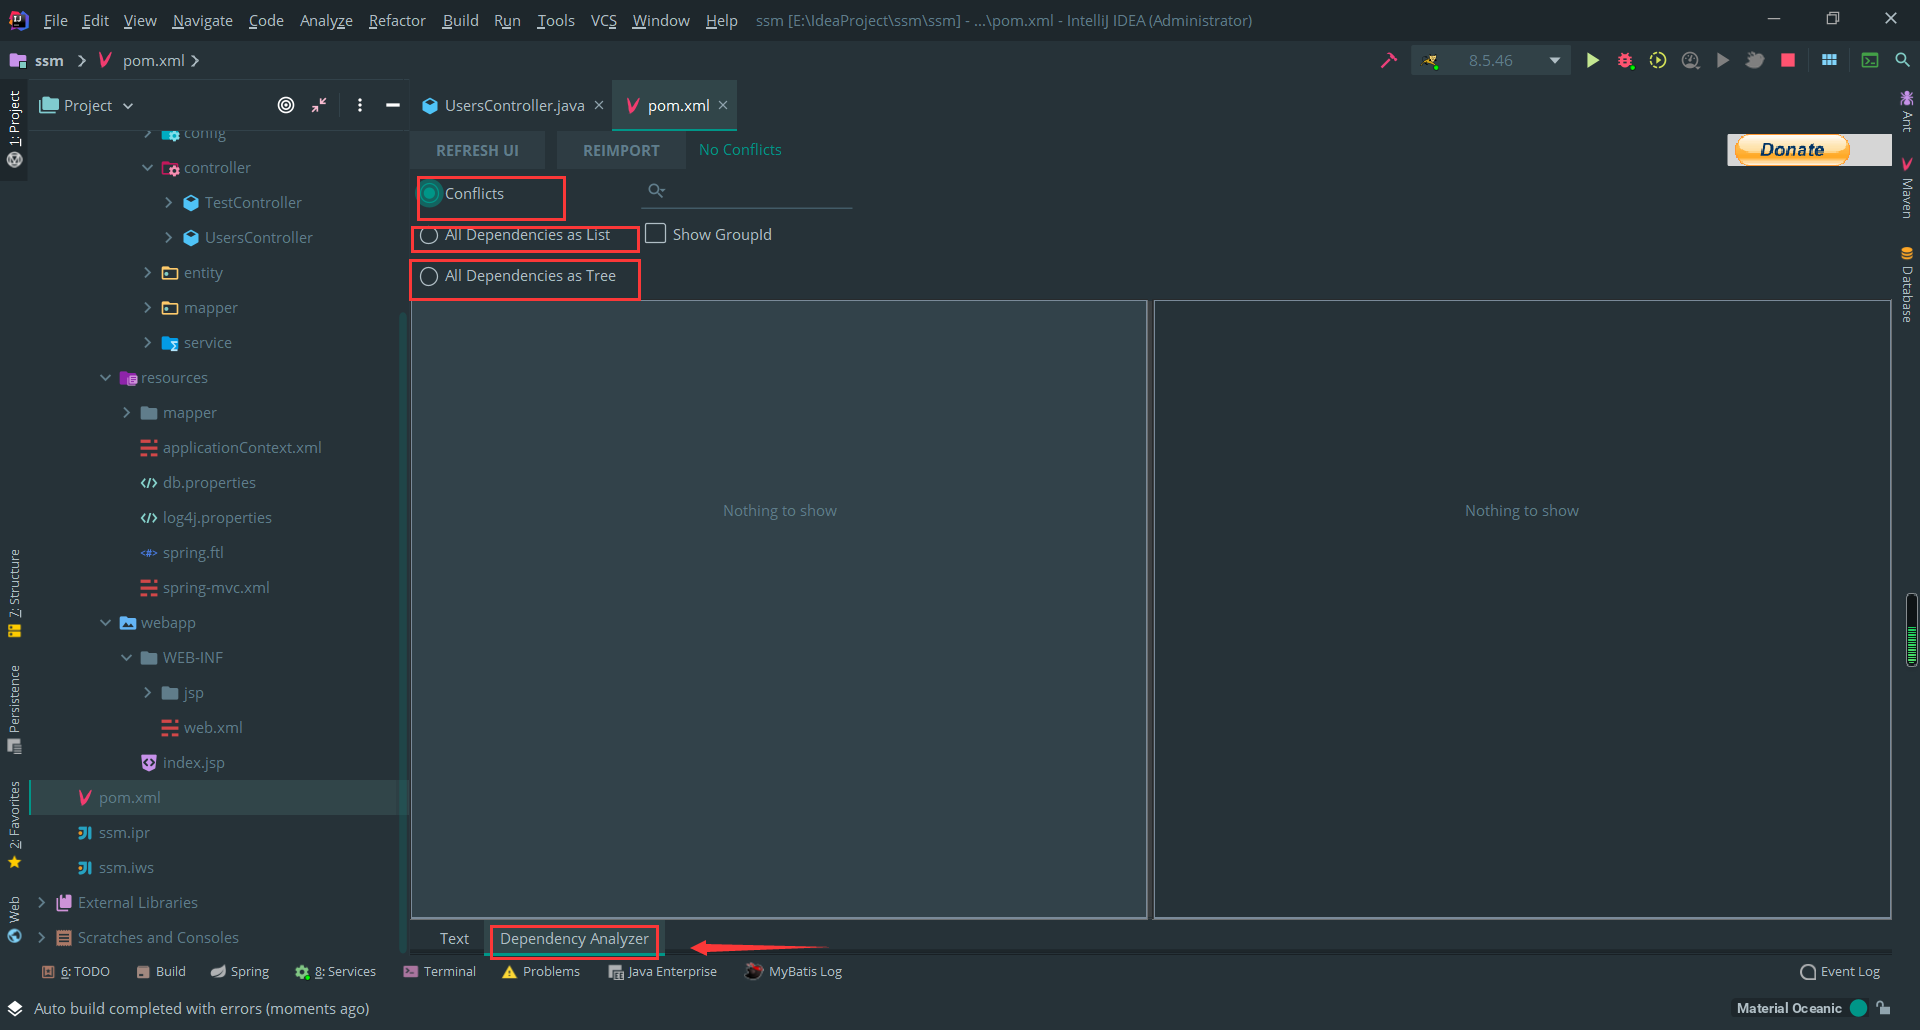 File Edit View Navigate Code Analyze Refactor Build Run Tools VCS Window Help ssm [E:\IdeaProject\ssm\ssm] - ...\pom.xml - IntelliJ IDEA (Administrator)
ssm pom.xml
8.5.46
1: Project
Project
UsersController.java
pom.xml
config
REFRESH UI
REIMPORT
No Conflicts
Donate
Ant
controller
Conflicts
TestController
Maven
UsersController
All Dependencies as List
Show GroupId
entity
All Dependencies as Tree
Database
mapper
service
resources
mapper
applicationContext.xml
db.properties
Nothing to show
Nothing to show
log4j.properties
spring.ftl
spring-mvc.xml
7: Structure
webapp
WEB-INF
jsp
Persistence
web.xml
index.jsp
pom.xml
2: Favorites
ssm.ipr
ssm.iws
External Libraries
Web
Scratches and Consoles
Text
Dependency Analyzer
6: TODO
Build
Spring
8: Services
Terminal
Problems
Java Enterprise
MyBatis Log
Event Log
Auto build completed with errors (moments ago)
Material Oceanic